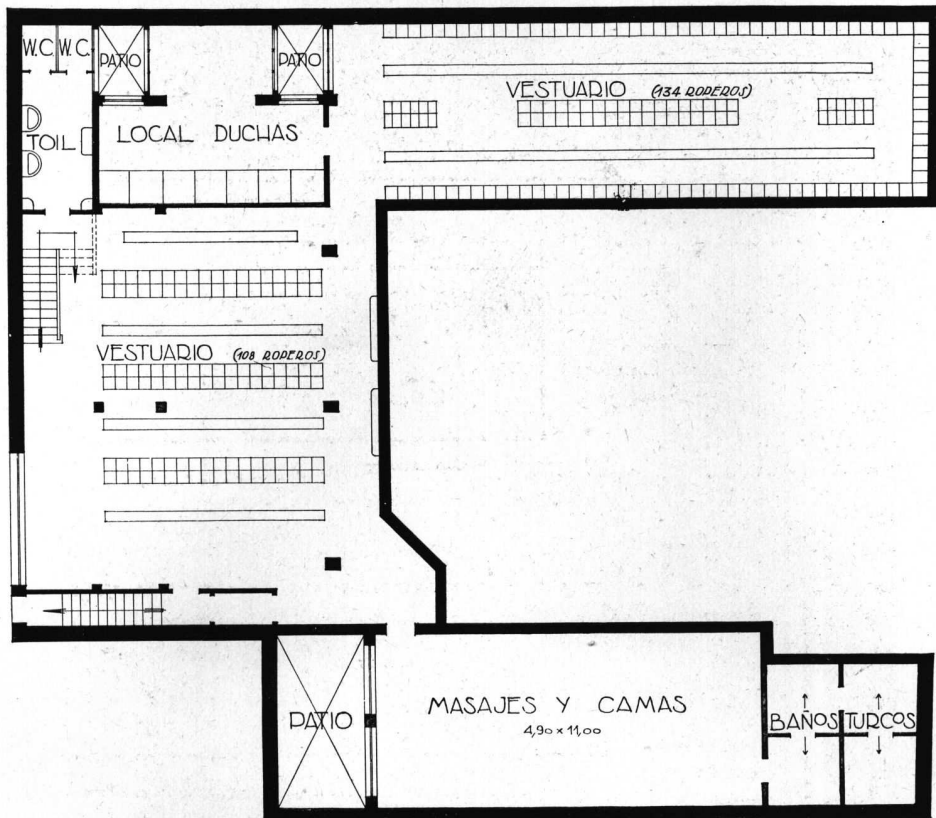 W.C. W.C.
PATIO
PATIO
VESTUARIO (134 ROPEROS)
LOCAL DUCHAS
TOIL
VESTUARIO (108 ROPEROS)
PATIO
MASAJES Y CAMAS
4,90 x 11,00
BAÑOS TURCOS